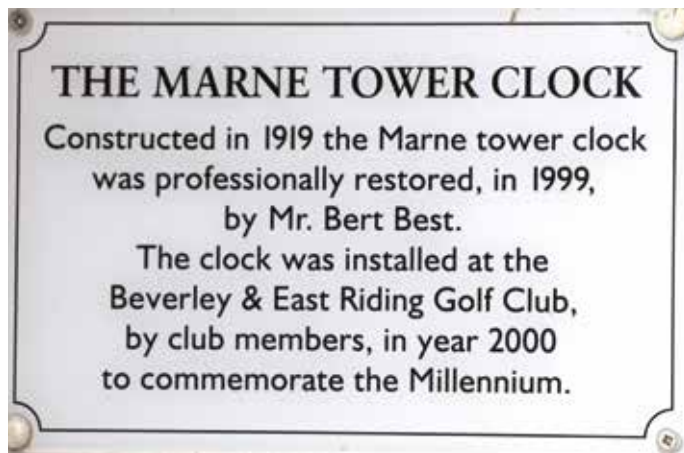 THE MARNE TOWER CLOCK
Constructed in 1919 the Marne tower clock
was professionally restored, in 1999,
by Mr. Bert Best.
The clock was installed at the
Beverley & East Riding Golf Club,
by club members, in year 2000
to commemorate the Millennium.